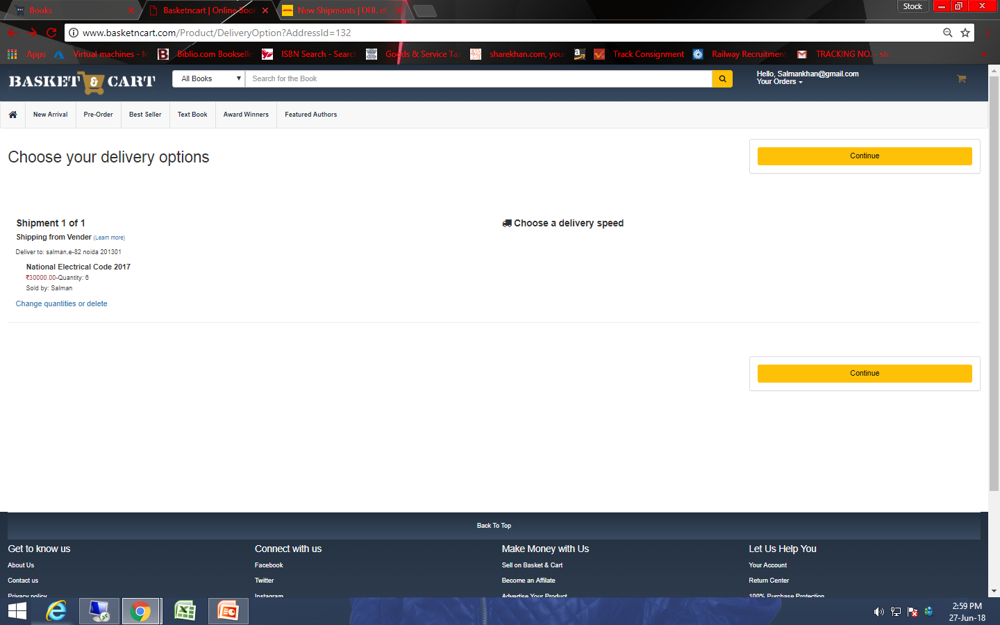 Stock
Books
Basketncart | Online Book
New Shipments | DHL eC
www.basketncart.com/Product/DeliveryOption?AddressId=132
Apps
Virtual machines - M
Biblio.com Bookselle
ISBN Search - Search
Goods & Service Tax
sharekhan.com, your
Track Consignment
Railway Recruitment
TRACKING NO. -
BASKET & CART
All Books
Search for the Book
Hello, Salmankhan@gmail.com
Your Orders
New Arrival
Pre-Order
Best Seller
Text Book
Award Winners
Featured Authors
Choose your delivery options
Continue
Shipment 1 of 1
Choose a delivery speed
Shipping from Vender (Learn more)
Deliver to: salman,e-82 noida 201301
National Electrical Code 2017
₹30000.00-Quantity: 6
Sold by: Salman
Change quantities or delete
Continue
Back To Top
Get to know us
Connect with us
Make Money with Us
Let Us Help You
About Us
Facebook
Sell on Basket & Cart
Your Account
Contact us
Twitter
Become an Affilate
Return Center
Privacy policy
Instagram
Advertise Your Product
100% Purchase Protection
2:59 PM
27-Jun-18